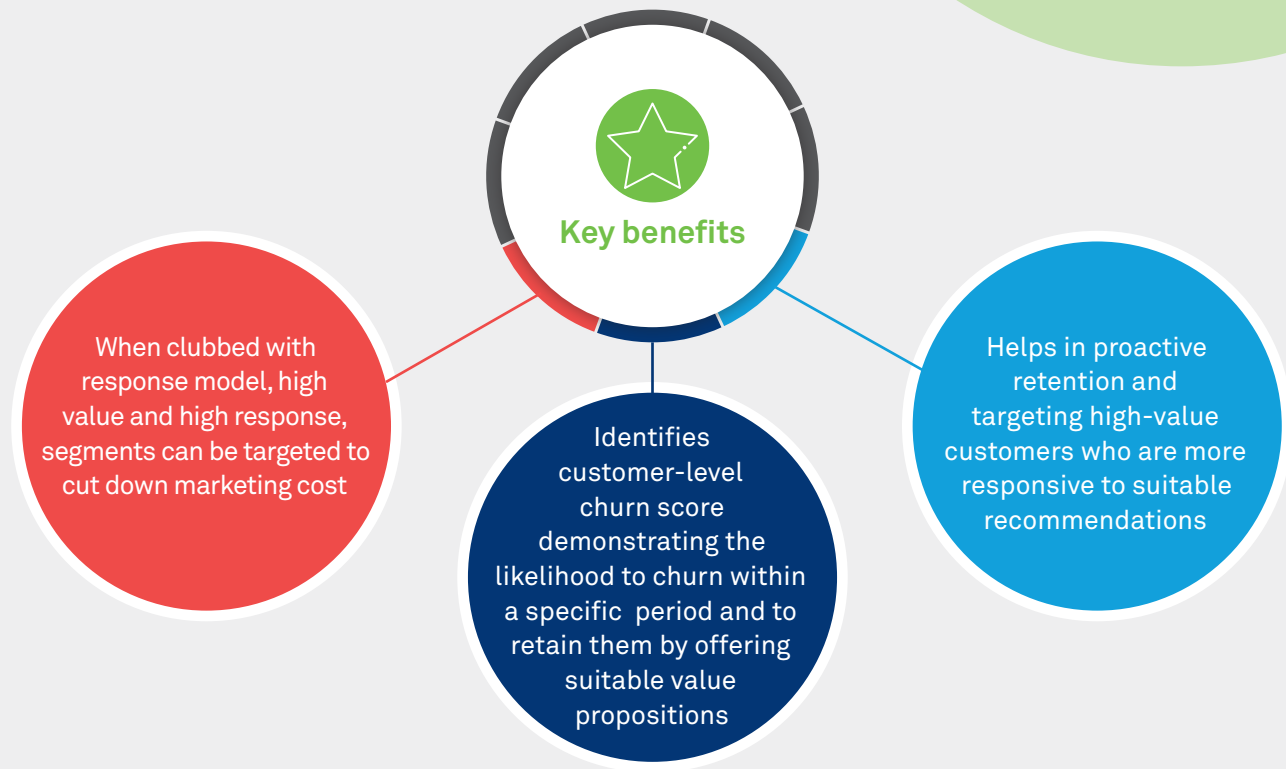 Key benefits
When clubbed with
response model, high
value and high response,
segments can be targeted to
cut down marketing cost
Identifies
customer-level
churn score
demonstrating the
likelihood to churn within
a specific period and to
retain them by offering
suitable value
propositions
Helps in proactive
retention and
targeting high-value
customers who are more
responsive to suitable
recommendations